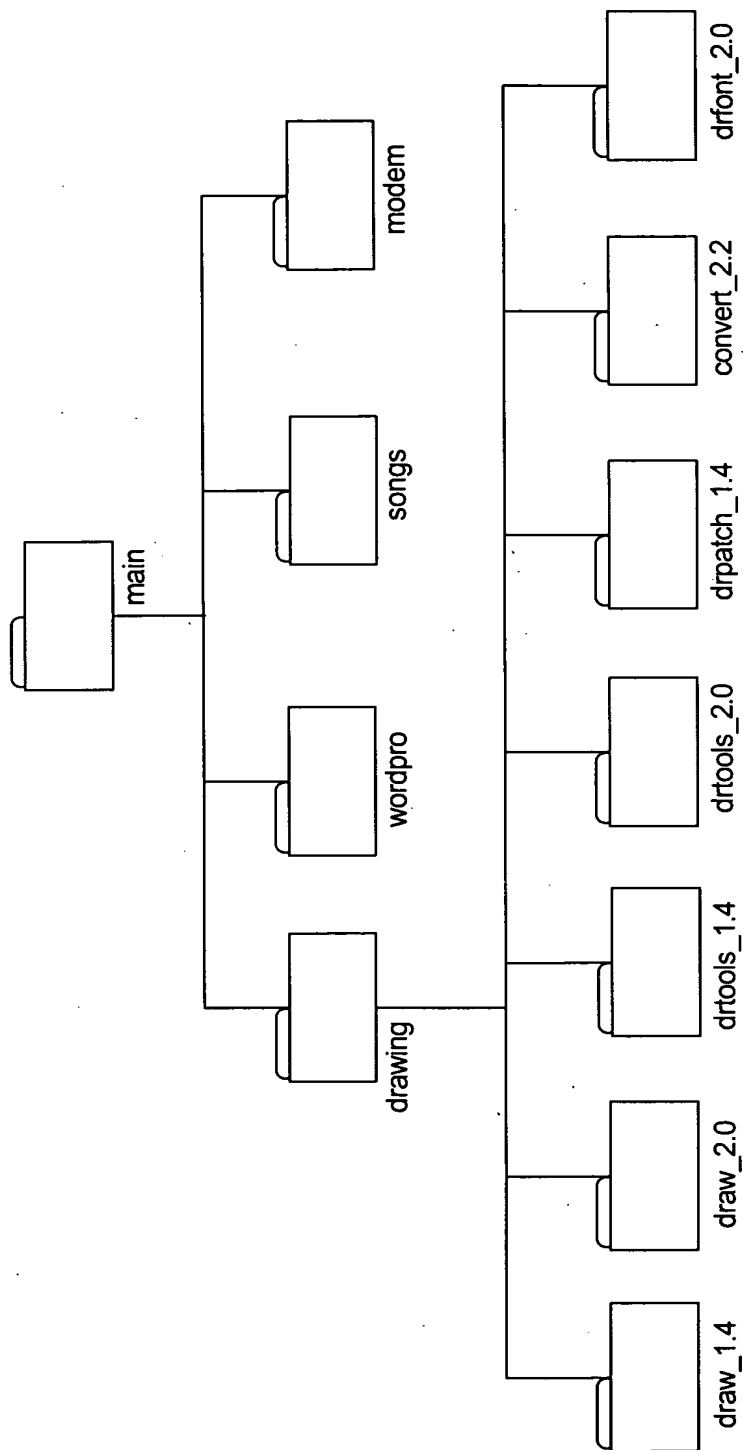 main
drawing
wordpro
songs
modem
draw_1.4
draw_2.0
drtools_1.4
drtools_2.0
drpatch_1.4
convert_2.2
drfont_2.0